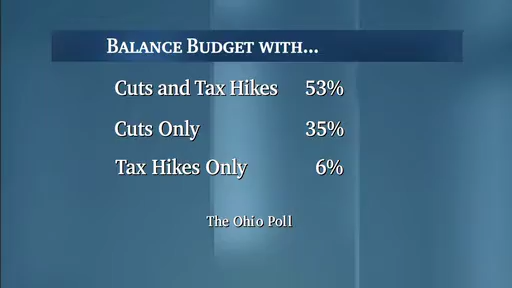 Balance Budget with...
Cuts and Tax Hikes 53%
Cuts Only 35%
Tax Hikes Only 6%
The Ohio Poll